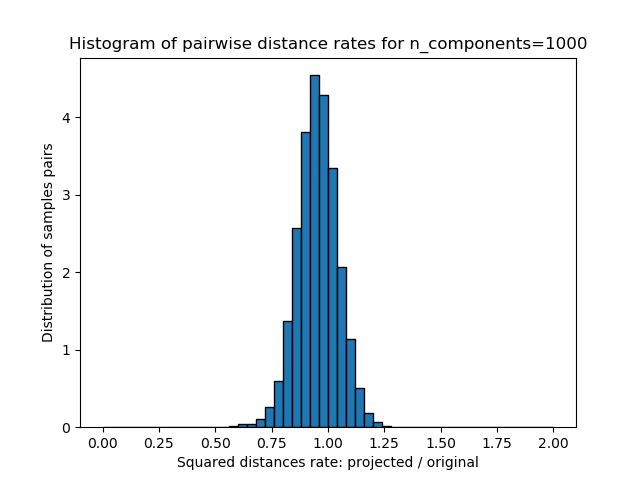 Histogram of pairwise distance rates for n_components=1000
Distribution of samples pairs
4
3
2
1
0
0.00 0.25 0.50 0.75 1.00 1.25 1.50 1.75 2.00
Squared distances rate: projected / original